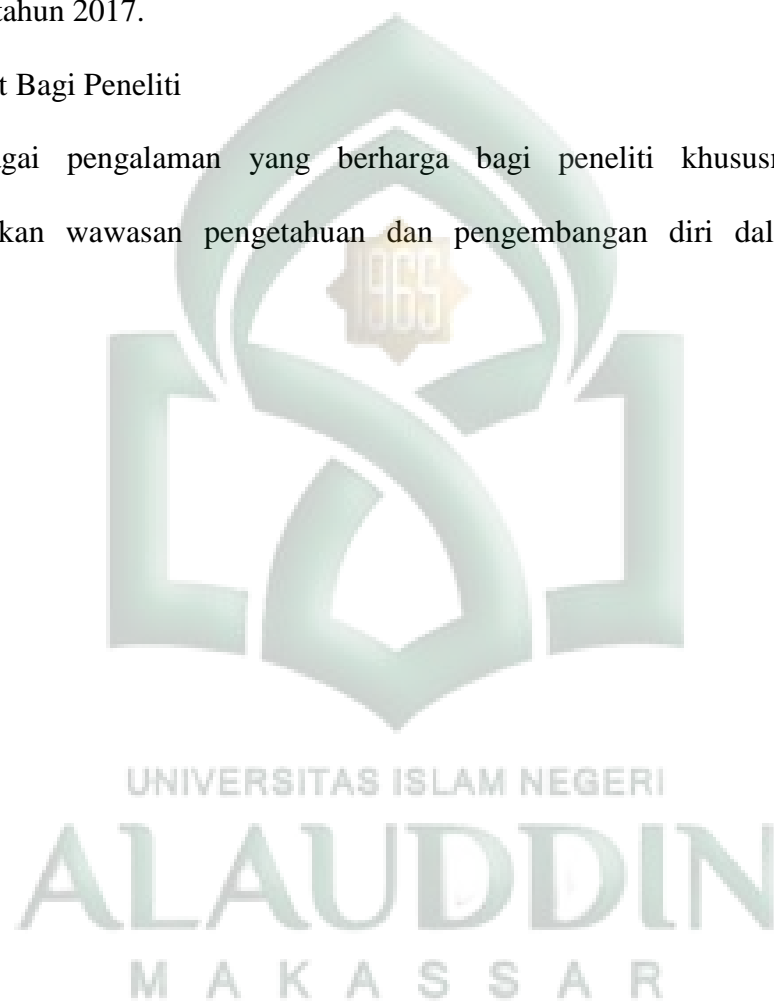 tahun 2017.
t Bagi Peneliti
gai pengalaman yang berharga bagi peneliti khusus
kan wawasan pengetahuan dan pengembangan diri dal
1965
UNIVERSITAS ISLAM NEGERI
ALAUDDIN
MAKASSAR